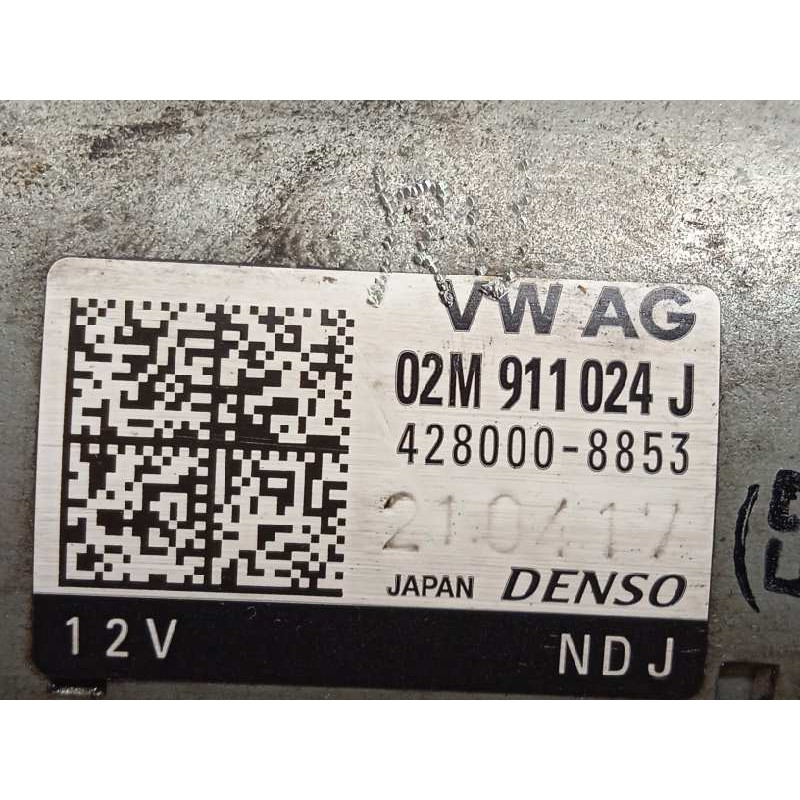 VW AG
02M 911 024 J
428000-8853
210417
JAPAN DENSO
12V NDJ